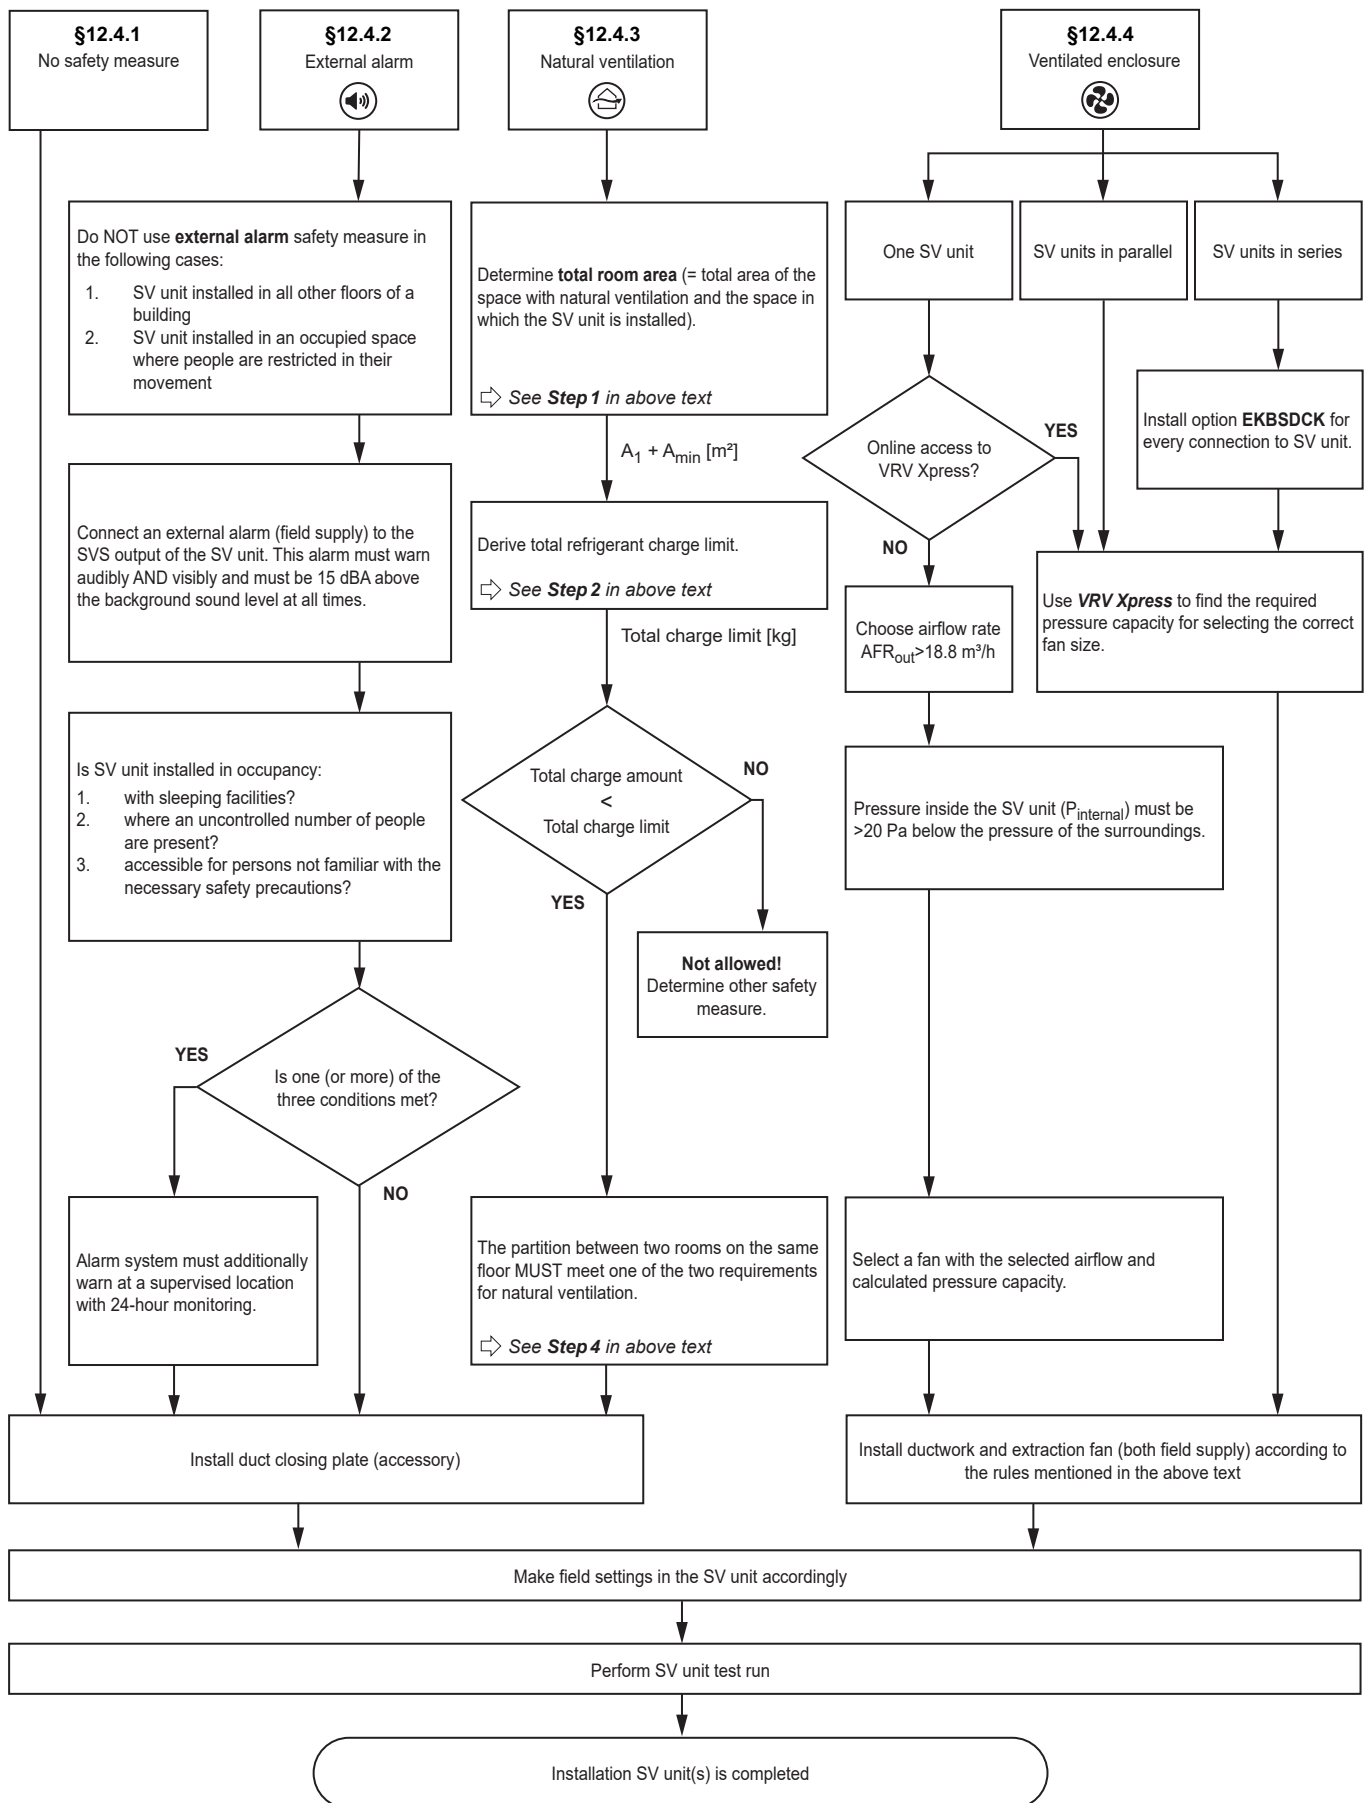 §12.4.1
No safety measure
§12.4.2
External alarm
§12.4.3
Natural ventilation
§12.4.4
Ventilated enclosure
Do NOT use external alarm safety measure in
the following cases:
1. SV unit installed in all other floors of a
building
2. SV unit installed in an occupied space
where people are restricted in their
movement
Connect an external alarm (field supply) to the
SVS output of the SV unit. This alarm must warn
audibly AND visibly and must be 15 dBA above
the background sound level at all times.
Is SV unit installed in occupancy:
1. with sleeping facilities?
2. where an uncontrolled number of people
are present?
3. accessible for persons not familiar with the
necessary safety precautions?
Is one (or more) of the
three conditions met?
YES
NO
Alarm system must additionally
warn at a supervised location
with 24-hour monitoring.
Determine total room area (= total area of the
space with natural ventilation and the space in
which the SV unit is installed).
See Step 1 in above text
A1 + Amin [m²]
Derive total refrigerant charge limit.
See Step 2 in above text
Total charge limit [kg]
Total charge amount
<
Total charge limit
NO
YES
Not allowed!
Determine other safety
measure.
The partition between two rooms on the same
floor MUST meet one of the two requirements
for natural ventilation.
See Step 4 in above text
Install duct closing plate (accessory)
One SV unit
SV units in parallel
SV units in series
Online access to
VRV Xpress?
YES
NO
Install option EKBSDCK for
every connection to SV unit.
Choose airflow rate
AFRout>18.8 m³/h
Use VRV Xpress to find the required
pressure capacity for selecting the correct
fan size.
Pressure inside the SV unit (Pinternal) must be
>20 Pa below the pressure of the surroundings.
Select a fan with the selected airflow and
calculated pressure capacity.
Install ductwork and extraction fan (both field supply) according to
the rules mentioned in the above text
Make field settings in the SV unit accordingly
Perform SV unit test run
Installation SV unit(s) is completed